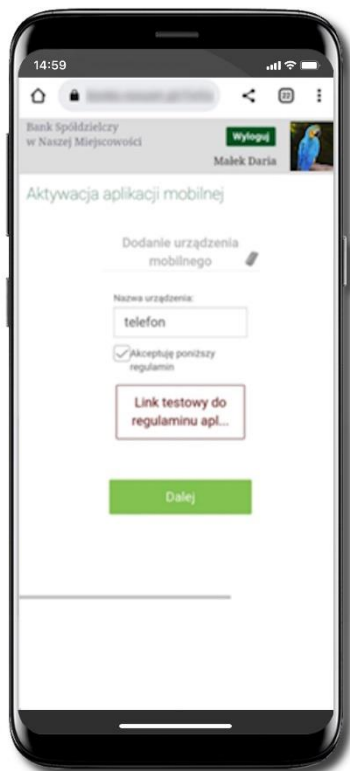 14:59
22
Bank Spółdzielczy
w Naszej Miejscowości
Wyloguj
Małek Daria
Aktywacja aplikacji mobilnej
Dodanie urządzenia
mobilnego
Nazwa urządzenia:
telefon
Akceptuję poniższy
regulamin
Link testowy do
regulaminu apl...
Dalej